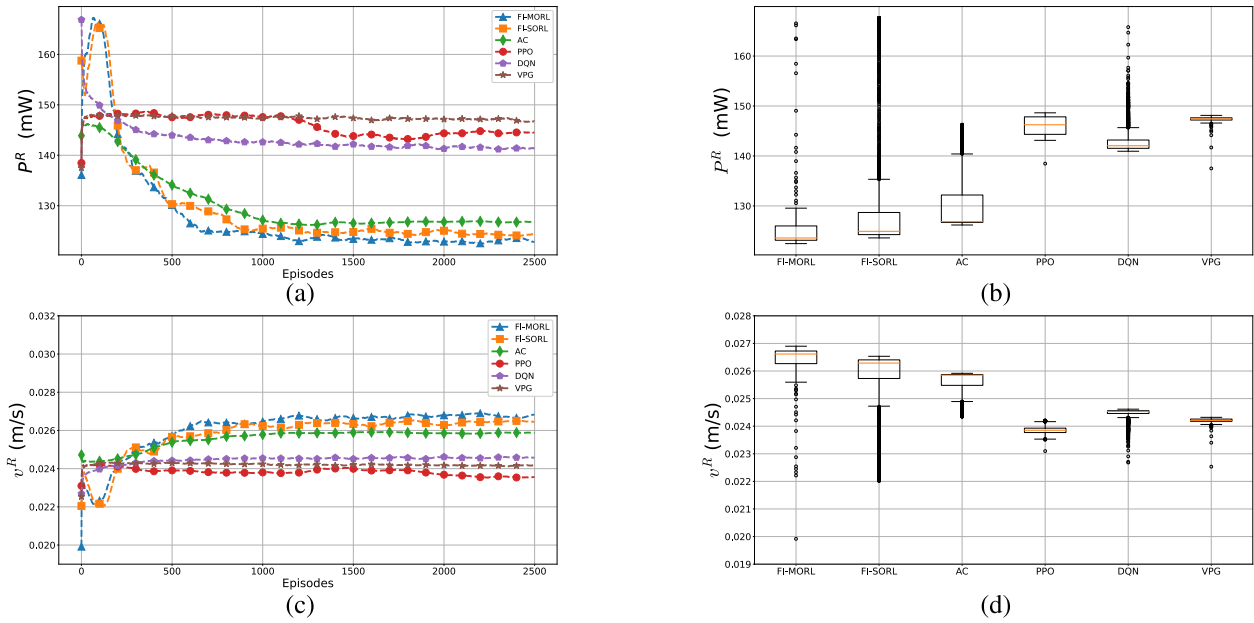 160
150
140
130
P^R (mW)
0
500
1000
1500
2000
2500
Episodes
FI-MORL
FI-SORL
AC
PPO
DQN
VPG
(a)
160
150
140
130
P^R (mW)
FI-MORL
FI-SORL
AC
PPO
DQN
VPG
(b)
0.032
0.030
0.028
0.026
0.024
0.022
0.020
v^R (m/s)
0
500
1000
1500
2000
2500
Episodes
FI-MORL
FI-SORL
AC
PPO
DQN
VPG
(c)
0.028
0.027
0.026
0.025
0.024
0.023
0.022
0.021
0.020
0.019
v^R (m/s)
FI-MORL
FI-SORL
AC
PPO
DQN
VPG
(d)